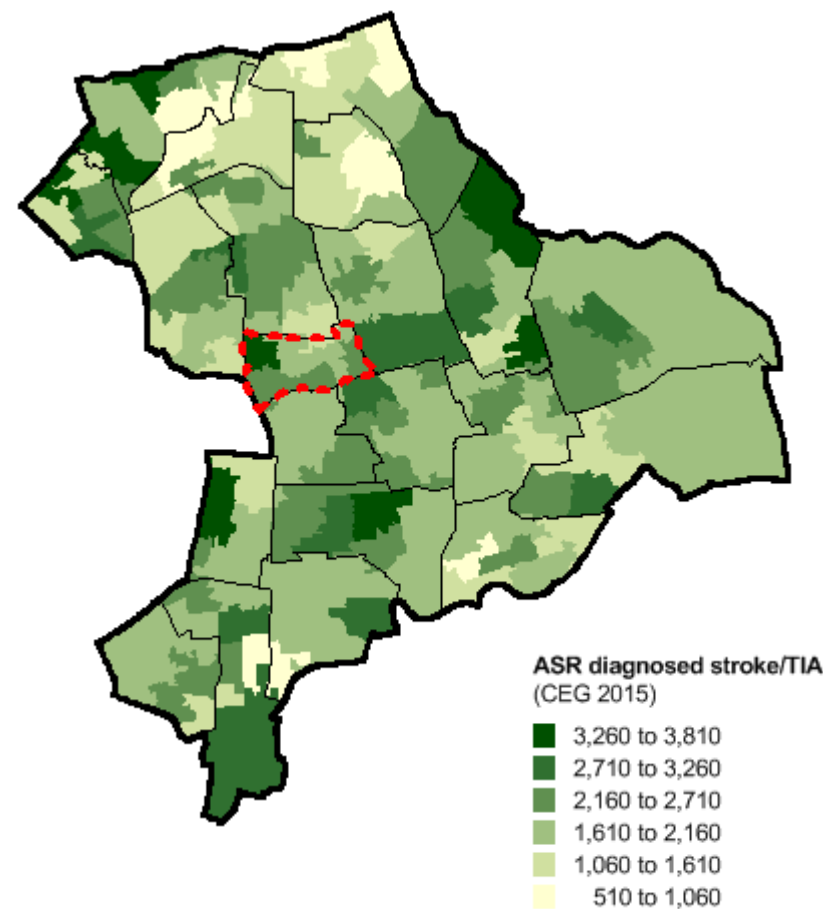 ASR diagnosed stroke/TIA
(CEG 2015)
3,260 to 3,810
2,710 to 3,260
2,160 to 2,710
1,610 to 2,160
1,060 to 1,610
510 to 1,060